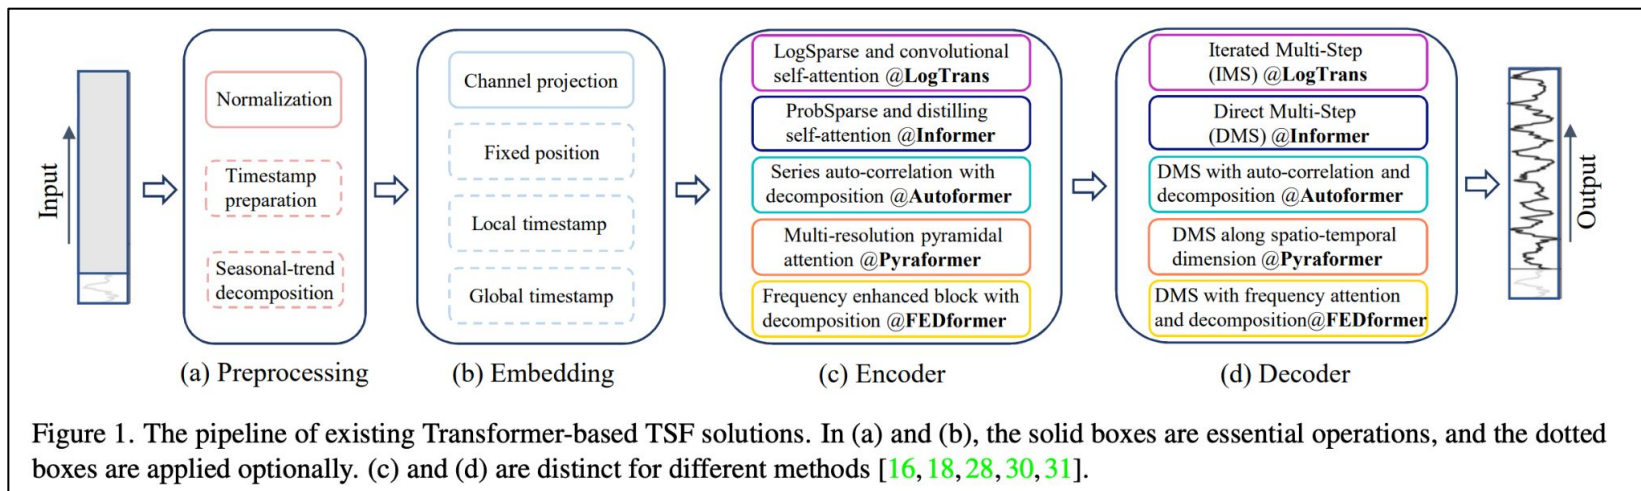 Input
Normalization
Timestamp
preparation
Seasonal-trend
decomposition
(a) Preprocessing
Channel projection
Fixed position
Local timestamp
Global timestamp
(b) Embedding
LogSparse and convolutional
self-attention @LogTrans
ProbSparse and distilling
self-attention @Informer
Series auto-correlation with
decomposition @Autoformer
Multi-resolution pyramidal
attention @Pyraformer
Frequency enhanced block with
decomposition @FEDformer
(c) Encoder
Iterated Multi-Step
(IMS) @LogTrans
Direct Multi-Step
(DMS) @Informer
DMS with auto-correlation and
decomposition @Autoformer
DMS along spatio-temporal
dimension @Pyraformer
DMS with frequency attention
and decomposition@FEDformer
(d) Decoder
Output
Figure 1. The pipeline of existing Transformer-based TSF solutions. In (a) and (b), the solid boxes are essential operations, and the dotted
boxes are applied optionally. (c) and (d) are distinct for different methods [16, 18, 28, 30, 31].